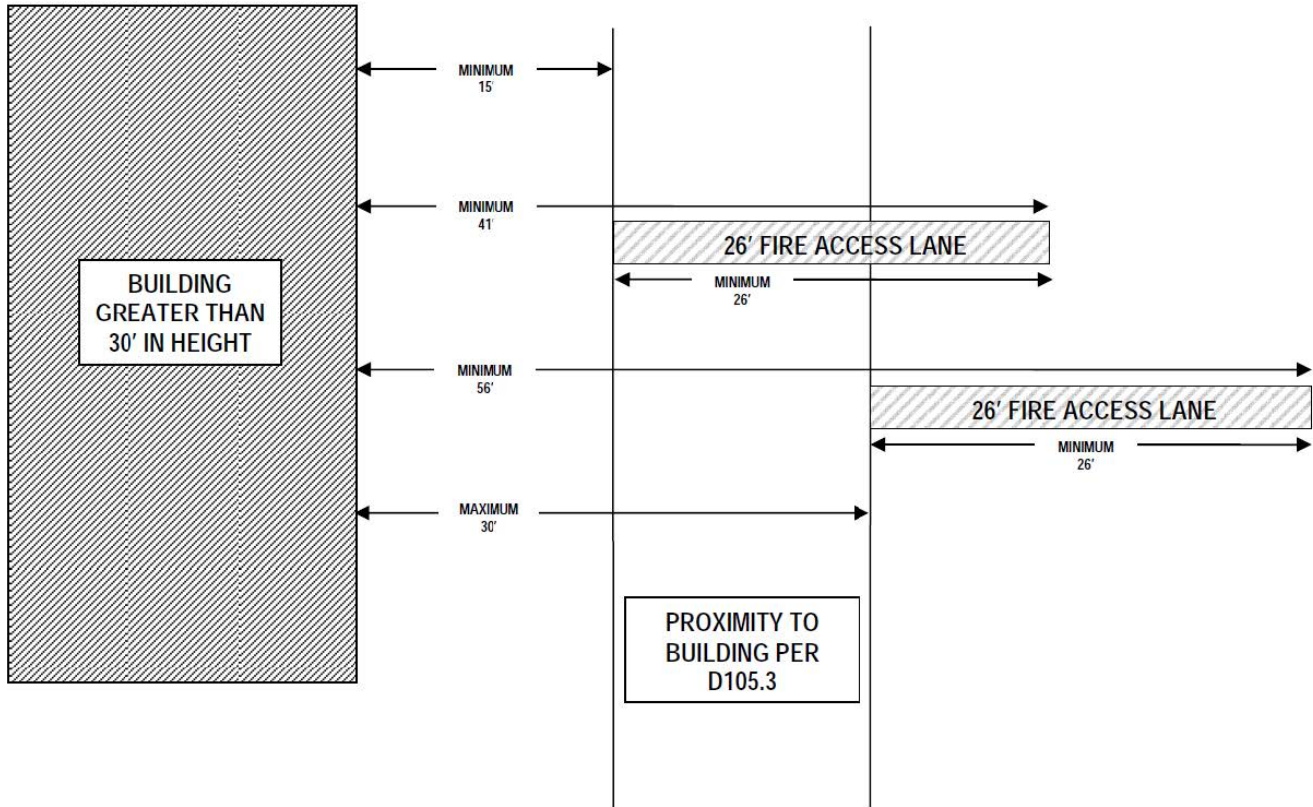 MINIMUM
15'
MINIMUM
41'
26' FIRE ACCESS LANE
MINIMUM
26'
BUILDING
GREATER THAN
30' IN HEIGHT
MINIMUM
56'
26' FIRE ACCESS LANE
MINIMUM
26'
MAXIMUM
30'
PROXIMITY TO
BUILDING PER
D105.3